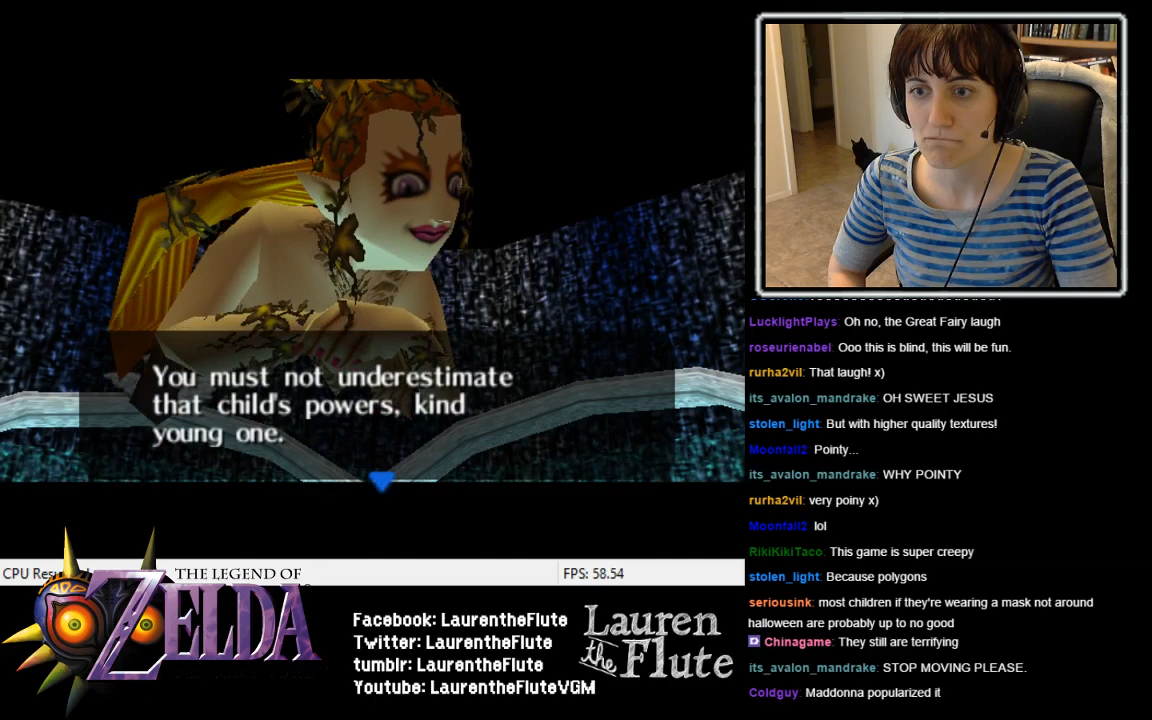 You must not underestimate
that child's powers, kind
young one.
LucklightPlays: Oh no, the Great Fairy laugh
roseurienabel: Ooo this is blind, this will be fun.
rurha2vil: That laugh! x)
its_avalon_mandrake: OH SWEET JESUS
stolen_light: But with higher quality textures!
Moonfall2: Pointy...
its_avalon_mandrake: WHY POINTY
rurha2vil: very poiny x)
Moonfall2: lol
RikiKikiTaco: This game is super creepy
stolen_light: Because polygons
seriousink: most children if they're wearing a mask not around
halloween are probably up to no good
Chinagame: They still are terrifying
its_avalon_mandrake: STOP MOVING PLEASE.
Coldguy: Maddonna popularized it
CPU
FPS: 58.54
THE LEGEND OF
ZELDA
Facebook: LaurentheFlute
Twitter: LaurentheFlute
tumblr: LaurentheFlute
Youtube: LaurentheFluteVGM
Lauren
the Flute